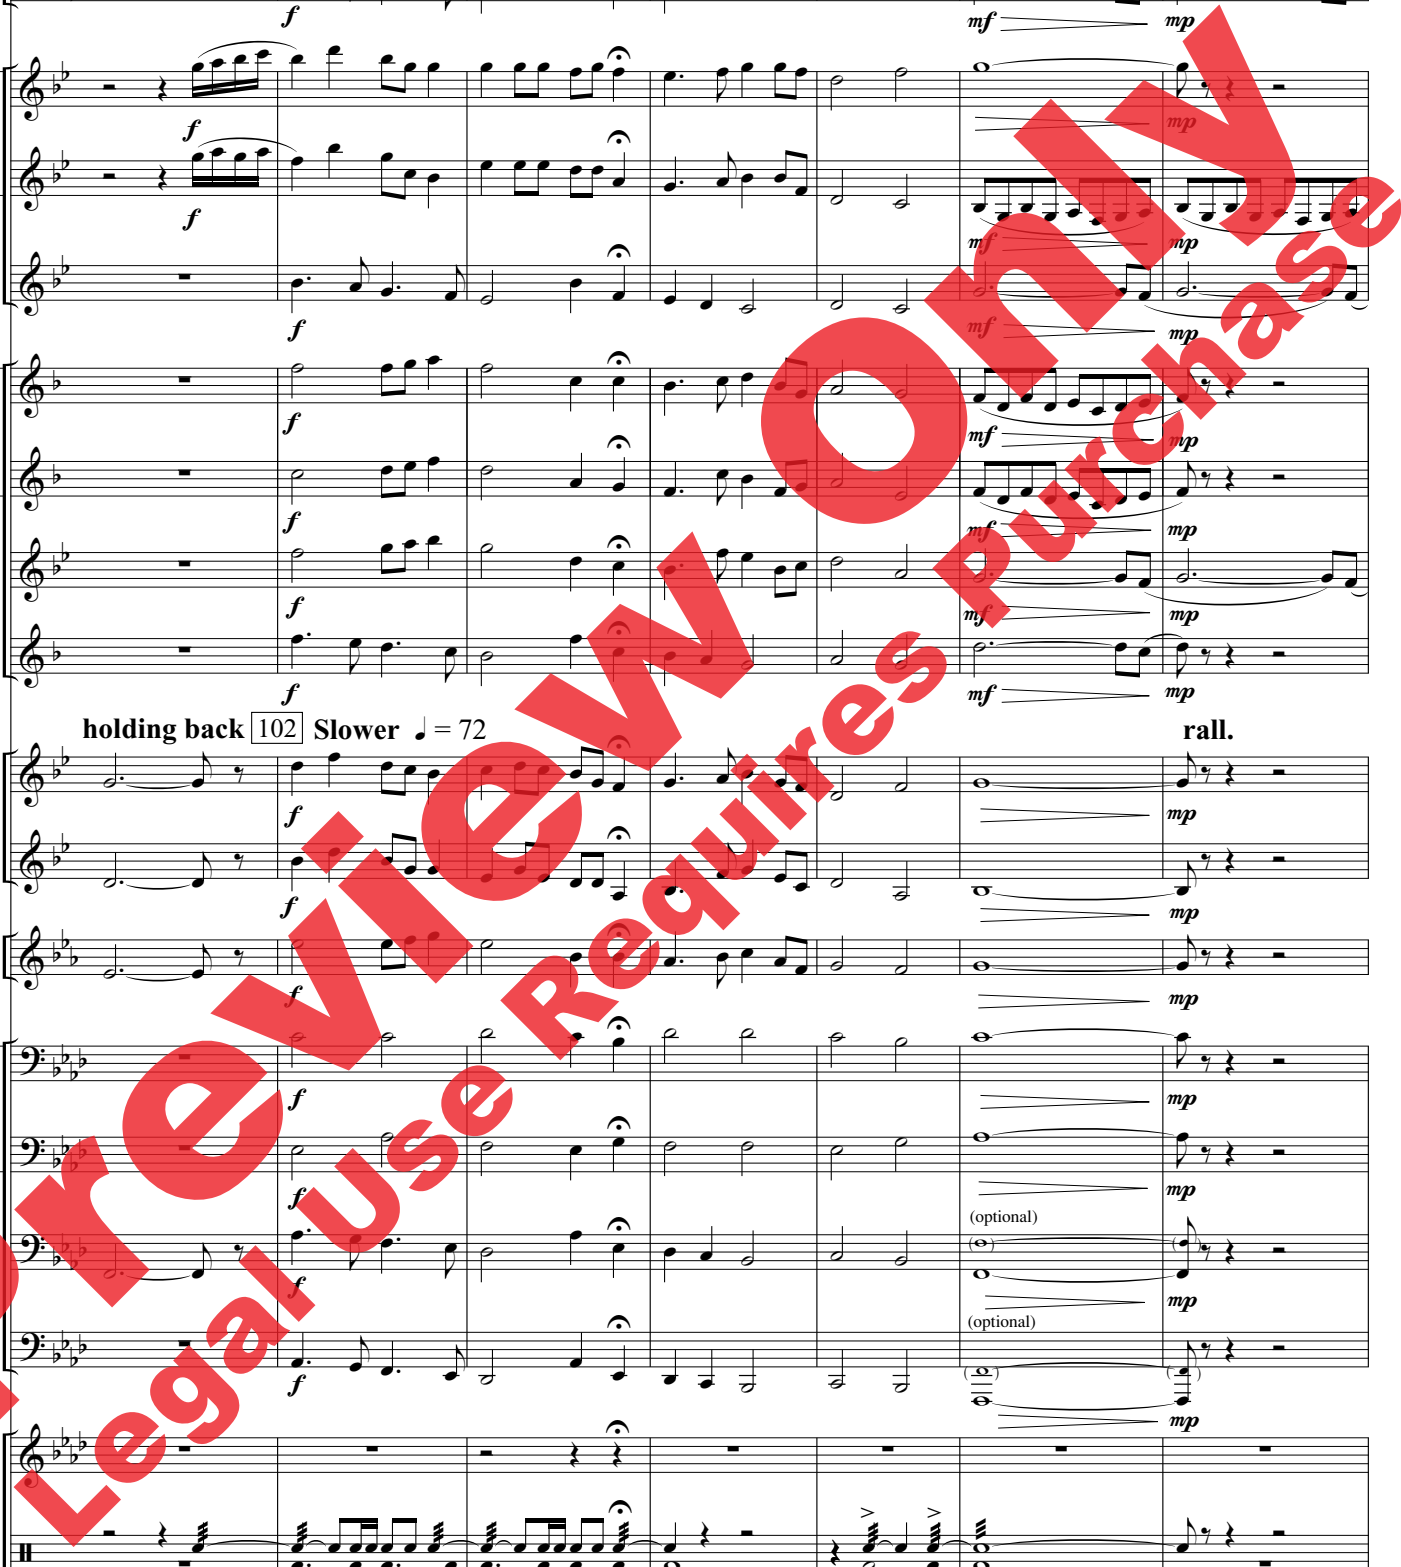 f
mf mp
f
mp
f
mf mp
f
mf mp
f
mf mp
f
mf mp
f
mf mp
f
mf mp
holding back 102 Slower ♩ = 72 rall.
f
mp
f
mp
f
mp
f
mp
f
mp
(optional)
f
mp
(optional)
f
mp
Preview Only
Legal Use Requires Purchase